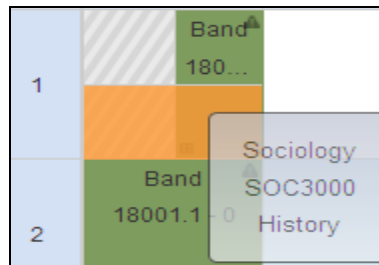 Band
180...
1
Sociology
SOC3000
History
Band
18001.1 - 0
2